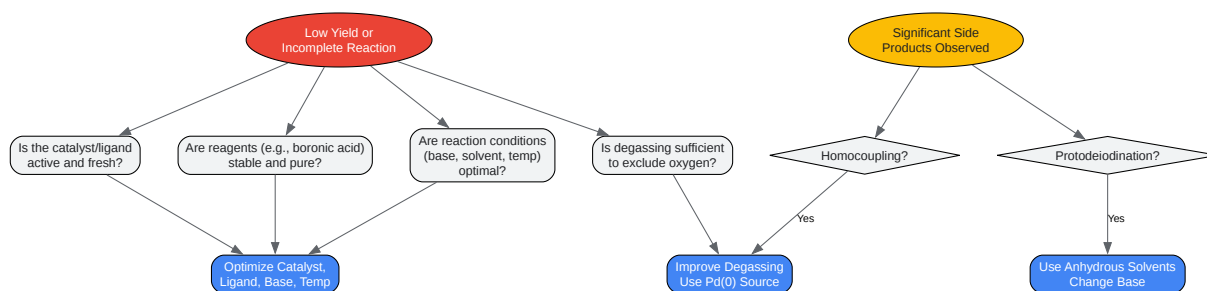 Low Yield or
Incomplete Reaction
Significant Side
Products Observed
Is the catalyst/ligand
active and fresh?
Are reagents (e.g., boronic acid)
stable and pure?
Are reaction conditions
(base, solvent, temp)
optimal?
Is degassing sufficient
to exclude oxygen?
Homocoupling?
Protodeiodination?
Yes
Yes
Optimize Catalyst,
Ligand, Base, Temp
Improve Degassing
Use Pd(0) Source
Use Anhydrous Solvents
Change Base